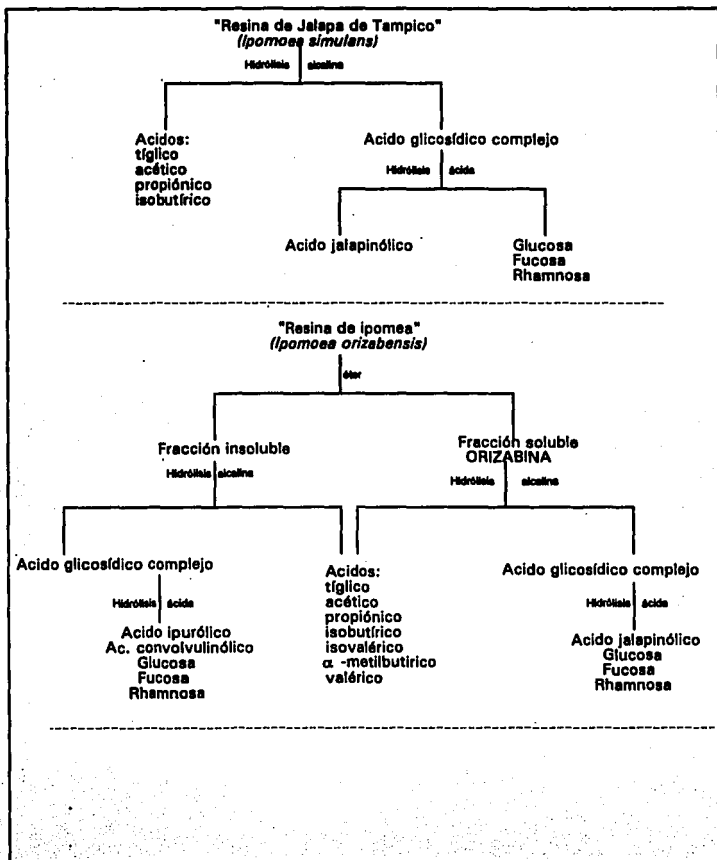 "Resina de Jalapa de Tampico"
(Ipomoea simulans)
Hidrólisis alcalina
Acidos:
tíglico
acético
propiónico
isobutírico
Acido glicosídico complejo
Hidrólisis ácida
Acido jalapinólico
Glucosa
Fucosa
Rhamnosa
"Resina de ipomea"
(Ipomoea orizabensis)
éter
Fracción insoluble
Hidrólisis alcalina
Fracción soluble
ORIZABINA
Hidrólisis alcalina
Acido glicosídico complejo
Hidrólisis ácida
Acido ipurólico
Ac. convolvulinólico
Glucosa
Fucosa
Rhamnosa
Acidos:
tíglico
acético
propiónico
isobutírico
isovalérico
α -metilbutirico
valérico
Acido glicosídico complejo
Hidrólisis ácida
Acido jalapinólico
Glucosa
Fucosa
Rhamnosa